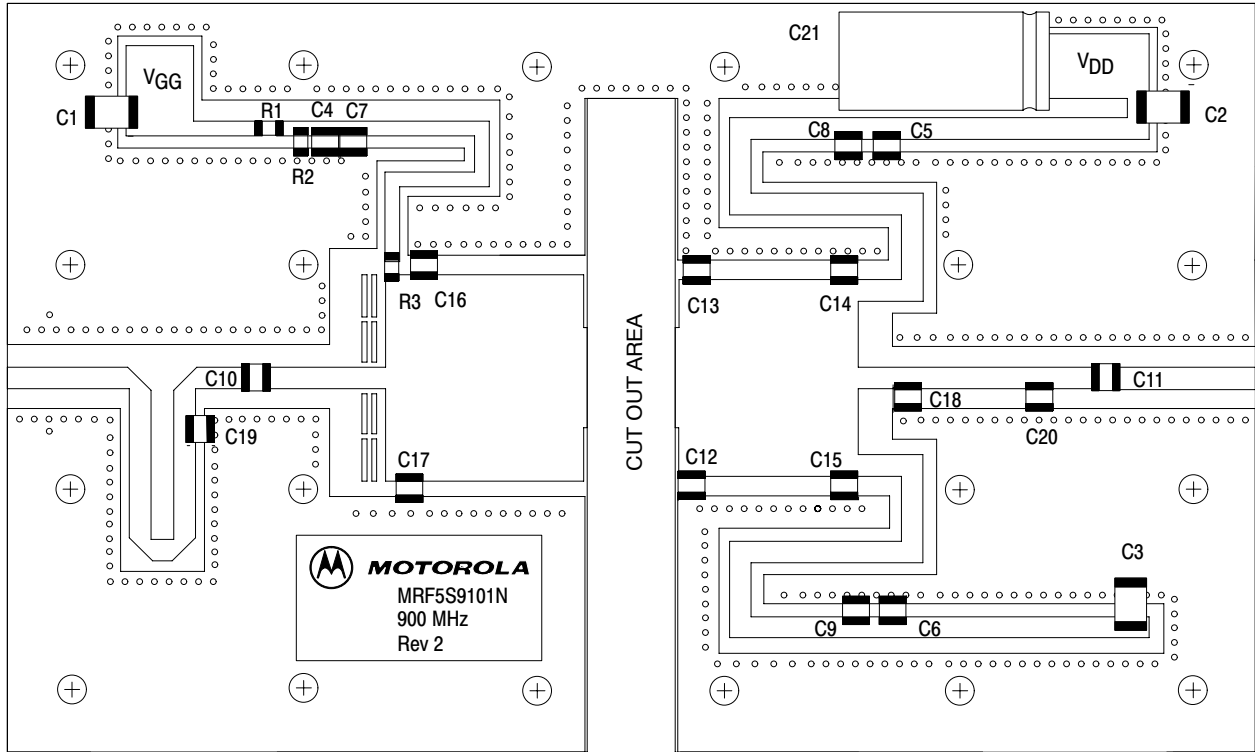 C21
VGG
VDD
C1
R1
C4
C7
C2
C8
C5
R2
R3
C16
C13
C14
CUT OUT AREA
C10
C11
C18
C19
C20
C17
C12
C15
MOTOROLA
MRF5S9101N
900 MHz
Rev 2
C3
C9
C6